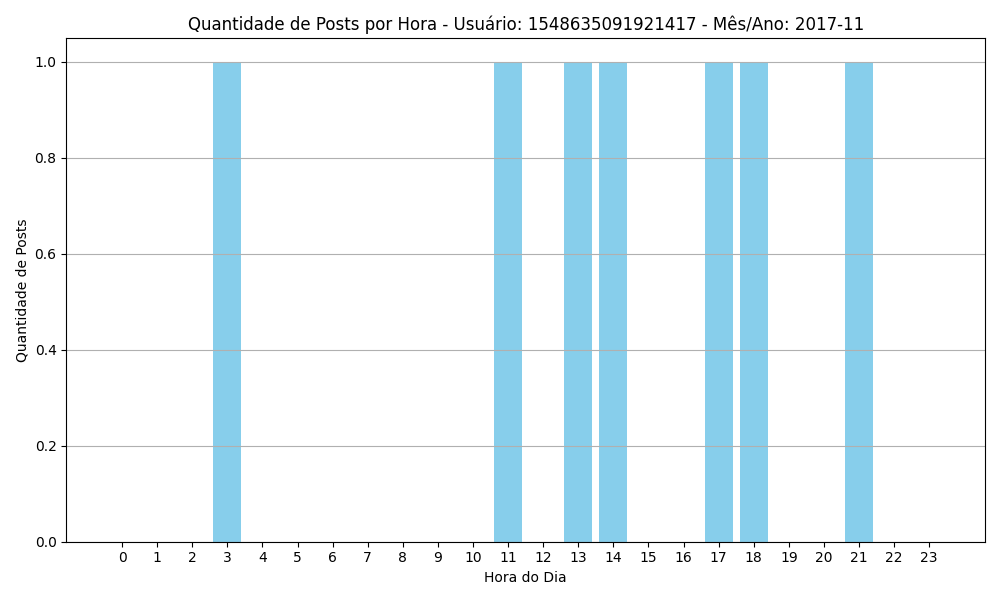 Quantidade de Posts por Hora - Usuário: 1548635091921417 - Mês/Ano: 2017-11
Quantidade de Posts
1.0
0.8
0.6
0.4
0.2
0.0
0 1 2 3 4 5 6 7 8 9 10 11 12 13 14 15 16 17 18 19 20 21 22 23
Hora do Dia